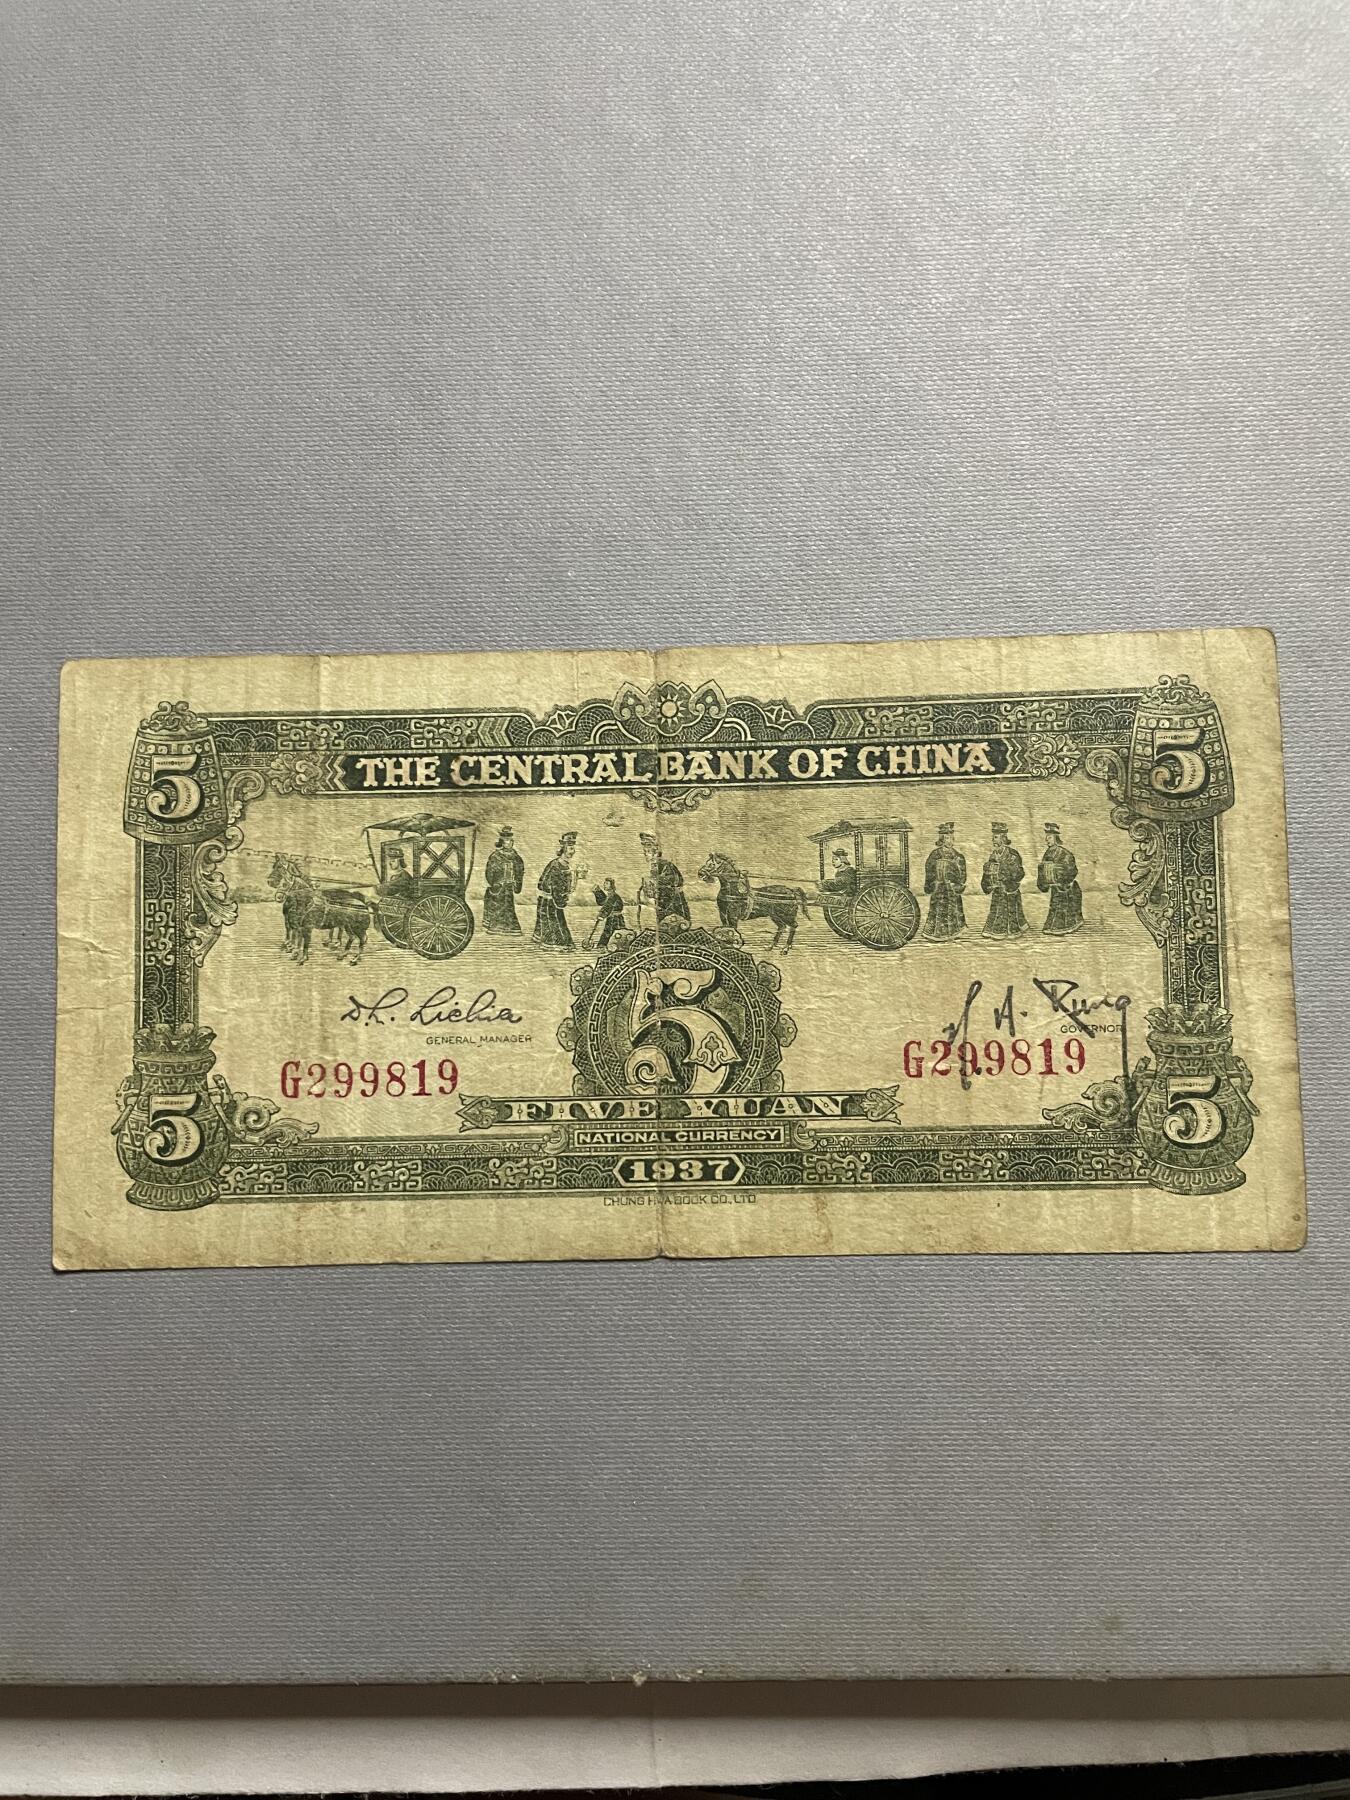 5
5
THE CENTRAL BANK OF CHINA
5
GENERAL MANAGER
GOVERNOR
G299819
G299819
5
5
FIVE YUAN
NATIONAL CURRENCY
1937
CHUNG HWA BOOK CO., LTD